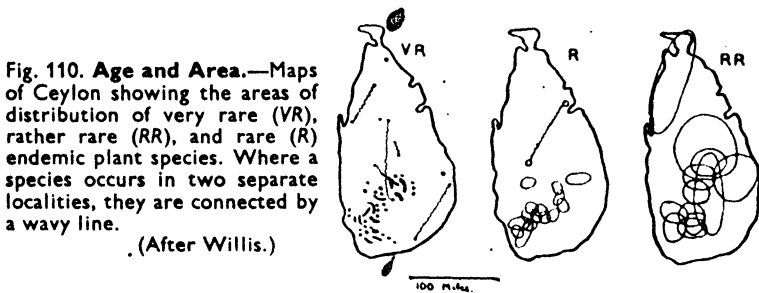 Fig. 110. Age and Area.—Maps
of Ceylon showing the areas of
distribution of very rare (VR),
rather rare (RR), and rare (R)
endemic plant species. Where a
species occurs in two separate
localities, they are connected by
a wavy line.
(After Willis.)
VR
R
RR
100 Miles.